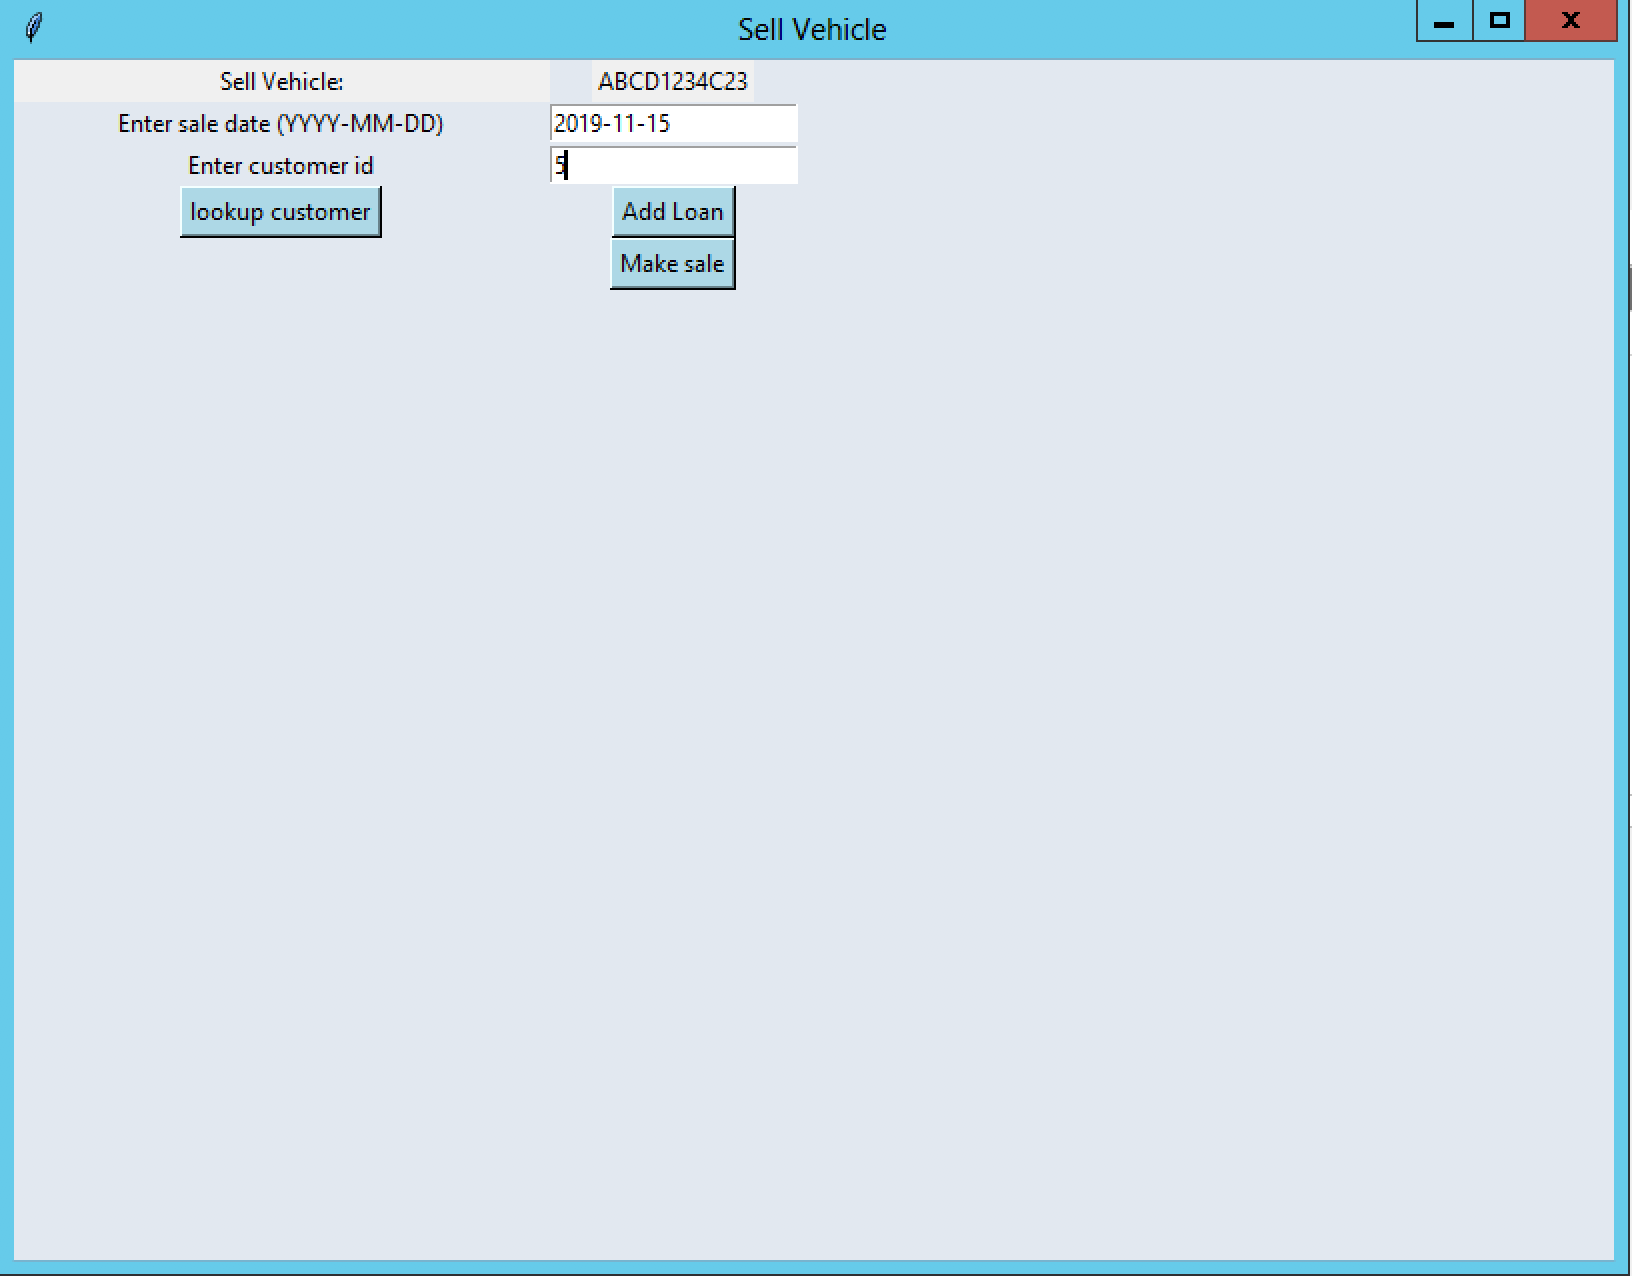 Sell Vehicle
Sell Vehicle: ABCD1234C23
Enter sale date (YYYY-MM-DD) 2019-11-15
Enter customer id 5
lookup customer Add Loan
Make sale